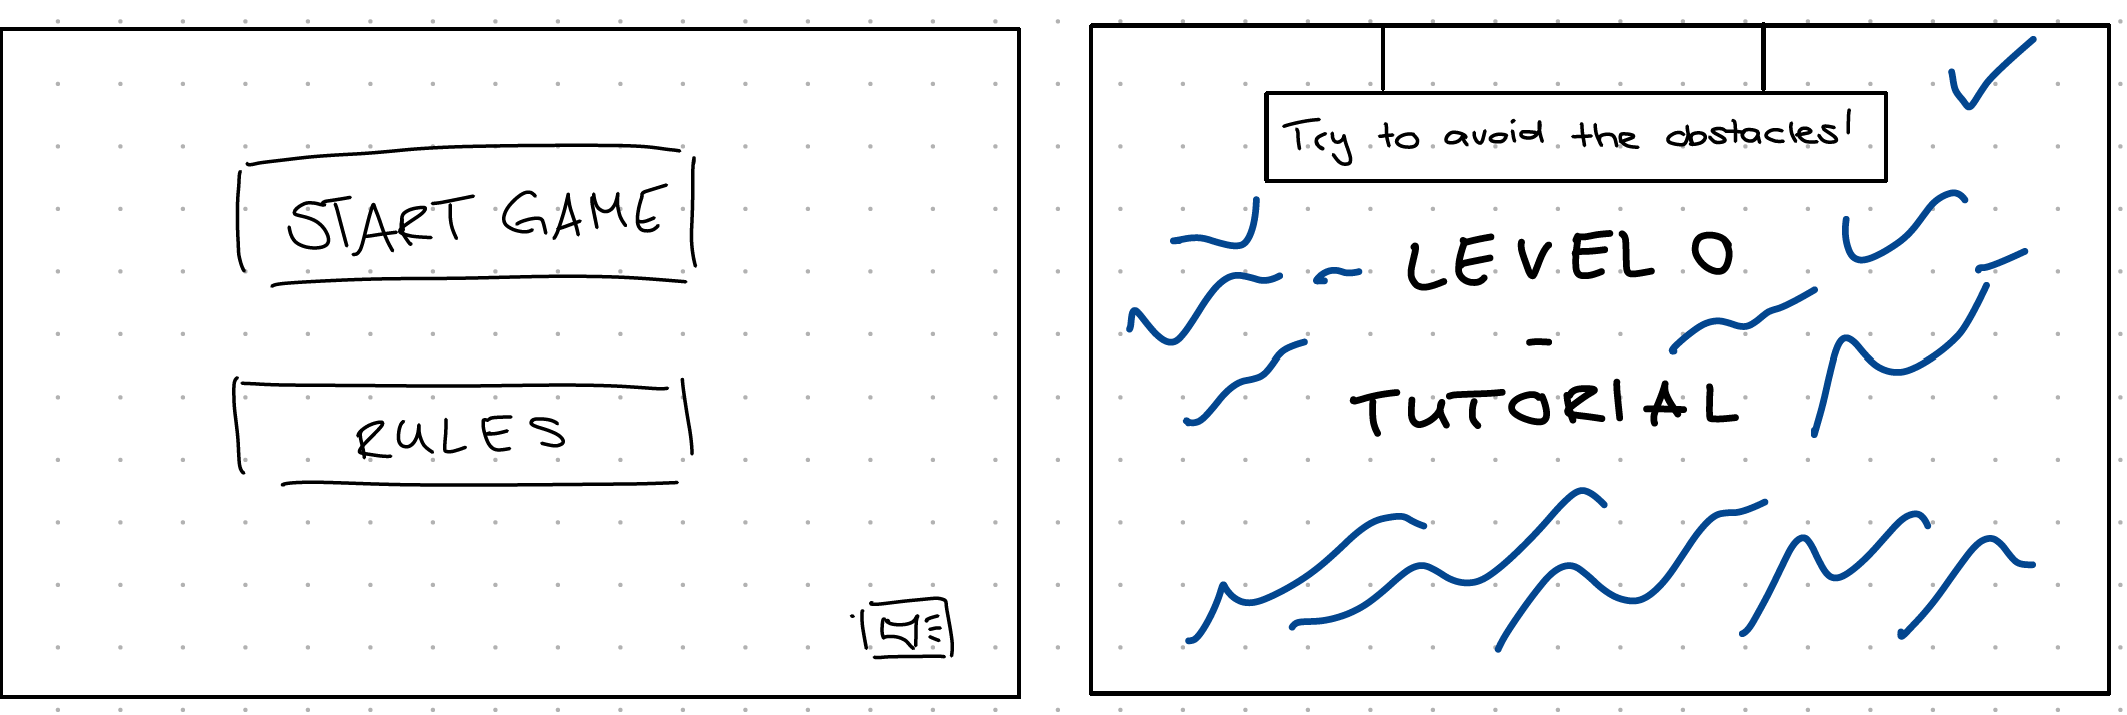 START GAME
RULES
Try to avoid the obstacles!
LEVEL 0
-
TUTORIAL